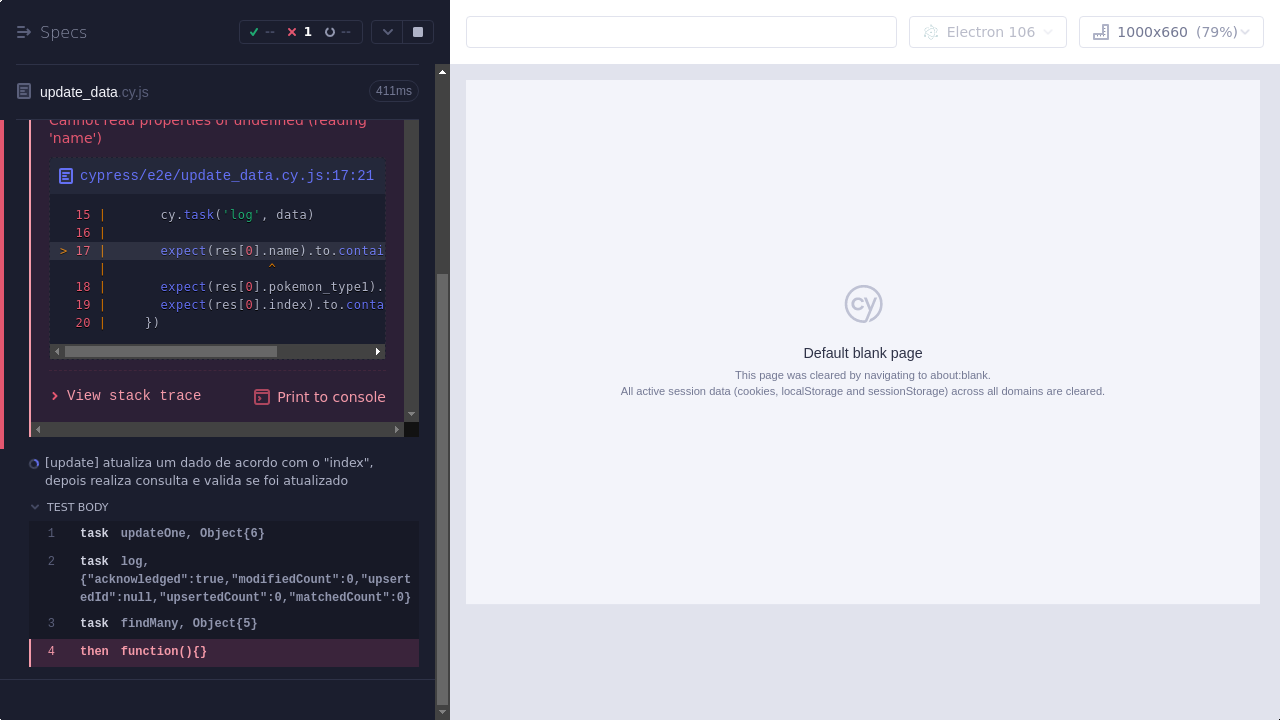 Specs
-- 1 --
Electron 106
1000x660 (79%)
update_data.cy.js
411ms
Cannot read properties of undefined (reading
'name')
cypress/e2e/update_data.cy.js:17:21
15 | cy.task('log', data)
16 |
> 17 | expect(res[0].name).to.contai
| ^
18 | expect(res[0].pokemon_type1).
19 | expect(res[0].index).to.conta
20 | })
View stack trace
Print to console
[update] atualiza um dado de acordo com o "index",
depois realiza consulta e valida se foi atualizado
TEST BODY
1 task updateOne, Object{6}
2 task log,
{"acknowledged":true,"modifiedCount":0,"upsert
edId":null,"upsertedCount":0,"matchedCount":0}
3 task findMany, Object{5}
4 then function(){}
cy
Default blank page
This page was cleared by navigating to about:blank.
All active session data (cookies, localStorage and sessionStorage) across all domains are cleared.